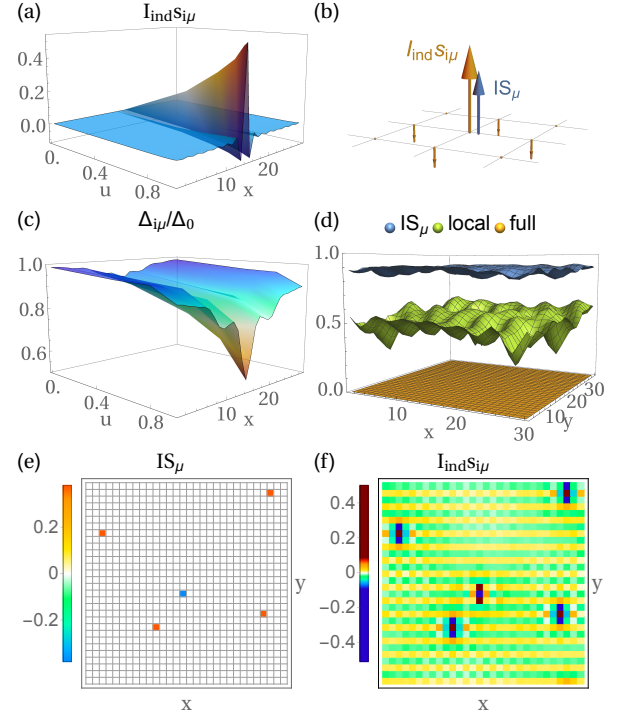 (a) I_ind s_iμ
0.4
0.2
0.0
0.
0.4
0.8
u
10
20
x
(b)
I_ind s_iμ
IS_μ
(c) Δ_iμ/Δ_0
1.0
0.8
0.6
0.
0.4
0.8
u
10
20
x
(d) IS_μ local full
1.0
0.5
0.0
10
20
30
x
10
20
30
y
(e) IS_μ
0.2
0
−0.2
y
x
(f) I_ind s_iμ
0.4
0.2
0
−0.2
−0.4
y
x